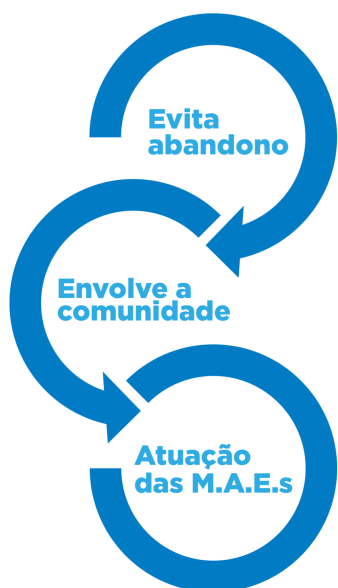 Evita
abandono
Envolve a
comunidade
Atuação
das M.A.E.s